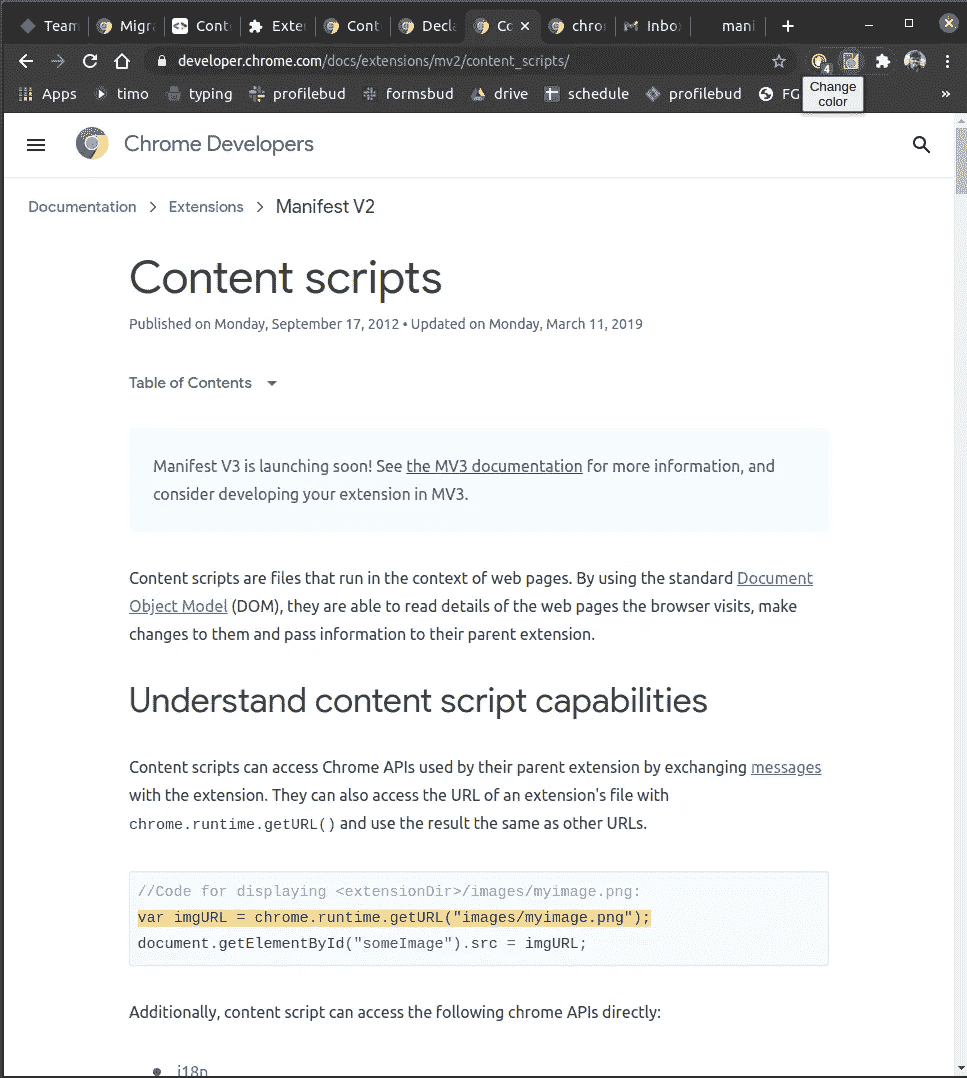 Team Migra Cont Exter Cont Decla Co chro Inbo mani
developer.chrome.com/docs/extensions/mv2/content_scripts/
4
Apps timo typing profilebud formsbud drive schedule profilebud FG »
Change
color
Chrome Developers
Documentation > Extensions > Manifest V2
Content scripts
Published on Monday, September 17, 2012 • Updated on Monday, March 11, 2019
Table of Contents
Manifest V3 is launching soon! See the MV3 documentation for more information, and
consider developing your extension in MV3.
Content scripts are files that run in the context of web pages. By using the standard Document
Object Model (DOM), they are able to read details of the web pages the browser visits, make
changes to them and pass information to their parent extension.
Understand content script capabilities
Content scripts can access Chrome APIs used by their parent extension by exchanging messages
with the extension. They can also access the URL of an extension's file with
chrome.runtime.getURL() and use the result the same as other URLs.
//Code for displaying <extensionDir>/images/myimage.png:
var imgURL = chrome.runtime.getURL("images/myimage.png");
document.getElementById("someImage").src = imgURL;
Additionally, content script can access the following chrome APIs directly:
• i18n